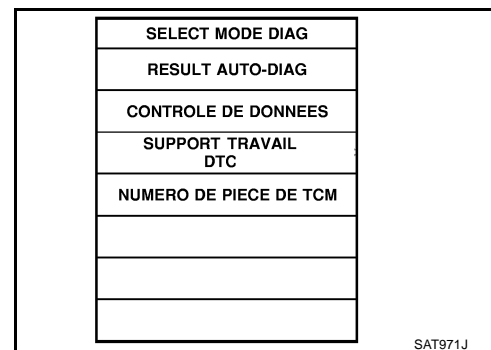 SELECT MODE DIAG
RESULT AUTO-DIAG
CONTROLE DE DONNEES
SUPPORT TRAVAIL
DTC
NUMERO DE PIECE DE TCM
SAT971J